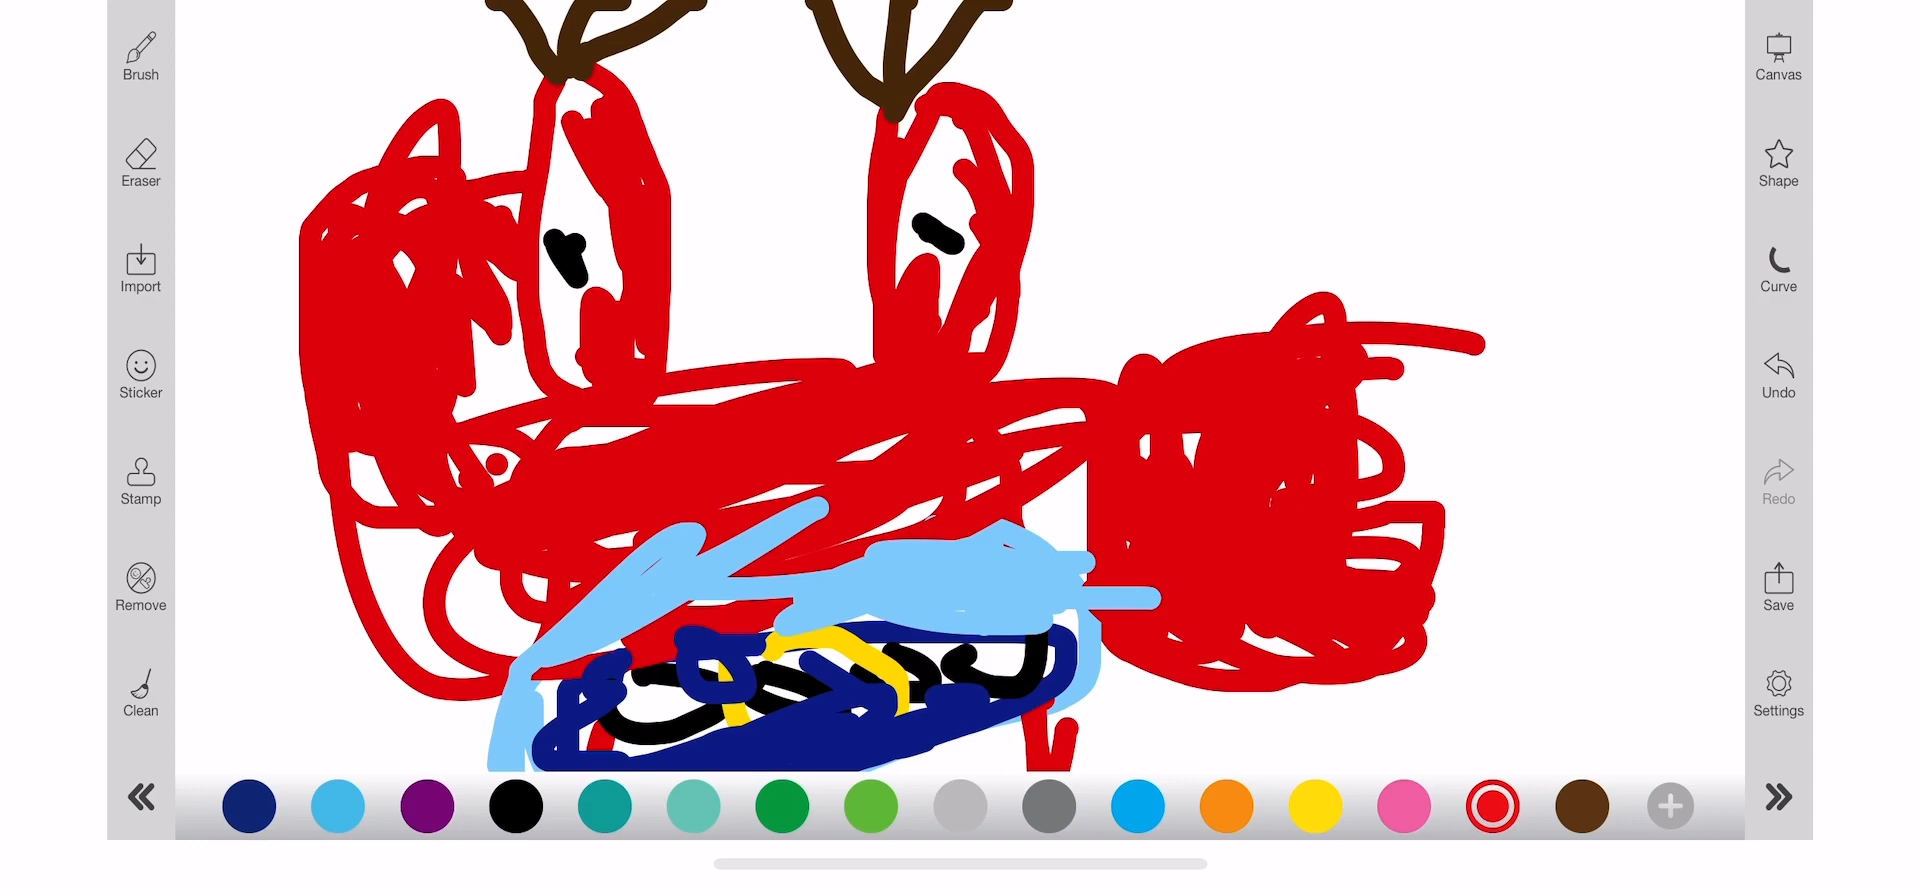 Brush
Eraser
Import
Sticker
Stamp
Remove
Clean
Canvas
Shape
Curve
Undo
Redo
Save
Settings